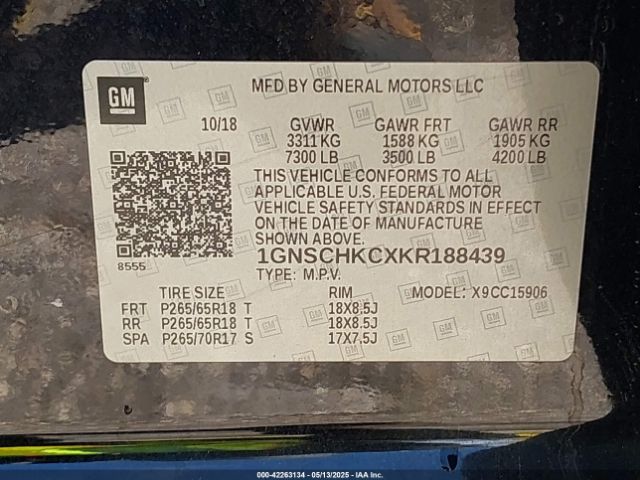 GM
MFD BY GENERAL MOTORS LLC
10/18 GVWR GAWR FRT GAWR RR
3311 KG 1588 KG 1905 KG
7300 LB 3500 LB 4200 LB
THIS VEHICLE CONFORMS TO ALL
APPLICABLE U.S. FEDERAL MOTOR
VEHICLE SAFETY STANDARDS IN EFFECT
ON THE DATE OF MANUFACTURE
SHOWN ABOVE.
8555
1GNSCHKCXKR188439
TYPE: M.P.V.
TIRE SIZE RIM MODEL: X9CC15906
FRT P265/65R18 T 18X8.5J
RR P265/65R18 T 18X8.5J
SPA P265/70R17 S 17X7.5J
000-42263134 - 05/13/2025 - IAA Inc.